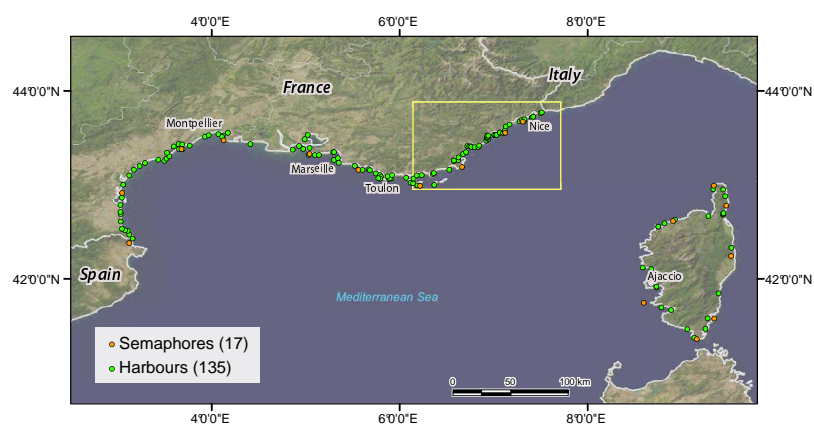 4°0'0"E 6°0'0"E 8°0'0"E
44°0'0"N 44°0'0"N
Italy
France
Montpellier
Nice
Marseille
Toulon
Spain
42°0'0"N 42°0'0"N
Ajaccio
Mediterranean Sea
Semaphores (17)
Harbours (135)
0 50 100 km
4°0'0"E 6°0'0"E 8°0'0"E